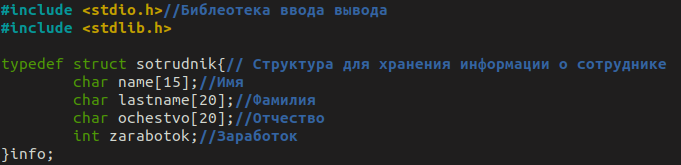 #include <stdio.h>//Библеотека ввода вывода
#include <stdlib.h>
typedef struct sotrudnik{// Структура для хранения информации о сотруднике
        char name[15];//Имя
        char lastname[20];//Фамилия
        char ochestvo[20];//Отчество
        int zarabotok;//Заработок
}info;